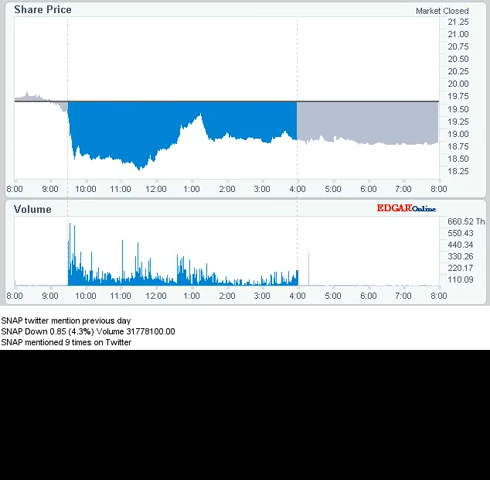 Share Price
Market Closed
21.25
21.00
20.75
20.50
20.25
20.00
19.75
19.50
19.25
19.00
18.75
18.50
18.25
8:00 9:00 10:00 11:00 12:00 1:00 2:00 3:00 4:00 5:00 6:00 7:00 8:00
Volume
EDGAR Online
660.52 Th
550.43
440.34
330.26
220.17
110.09
8:00 9:00 10:00 11:00 12:00 1:00 2:00 3:00 4:00 5:00 6:00 7:00 8:00
SNAP twitter mention previous day
SNAP Down 0.85 (4.3%) Volume 31778100.00
SNAP mentioned 9 times on Twitter